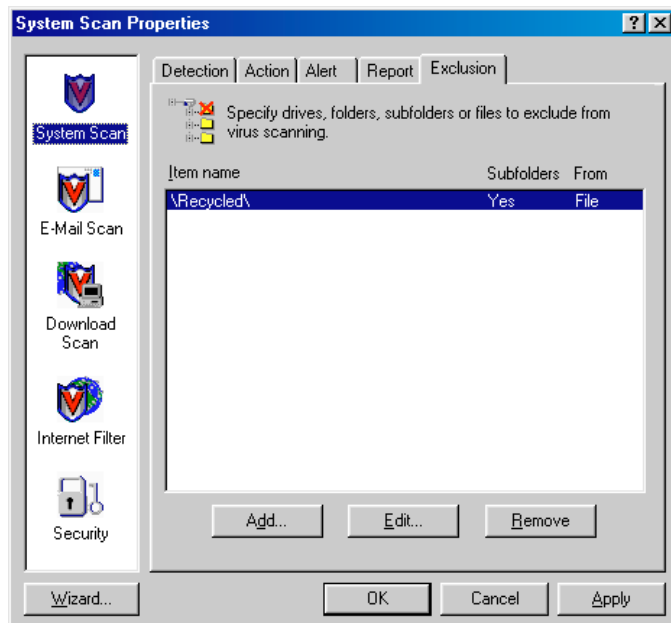 System Scan Properties
Detection Action Alert Report Exclusion
Specify drives, folders, subfolders or files to exclude from
virus scanning.
Item name Subfolders From
\Recycled\ Yes File
System Scan
E-Mail Scan
Download
Scan
Internet Filter
Security
Add... Edit... Remove
Wizard... OK Cancel Apply